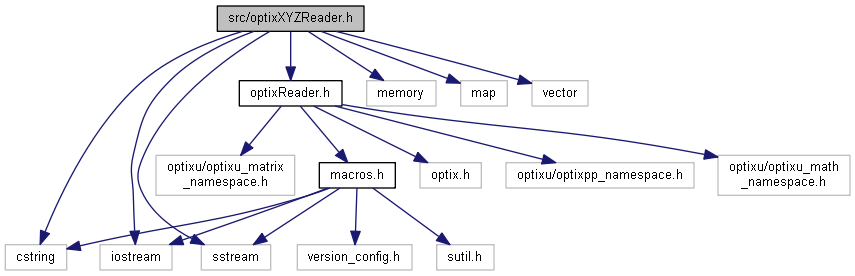 src/optixXYZReader.h
optixReader.h
memory
map
vector
optixu/optixu_matrix
_namespace.h
macros.h
optix.h
optixu/optixpp_namespace.h
optixu/optixu_math
_namespace.h
cstring
iostream
sstream
version_config.h
sutil.h